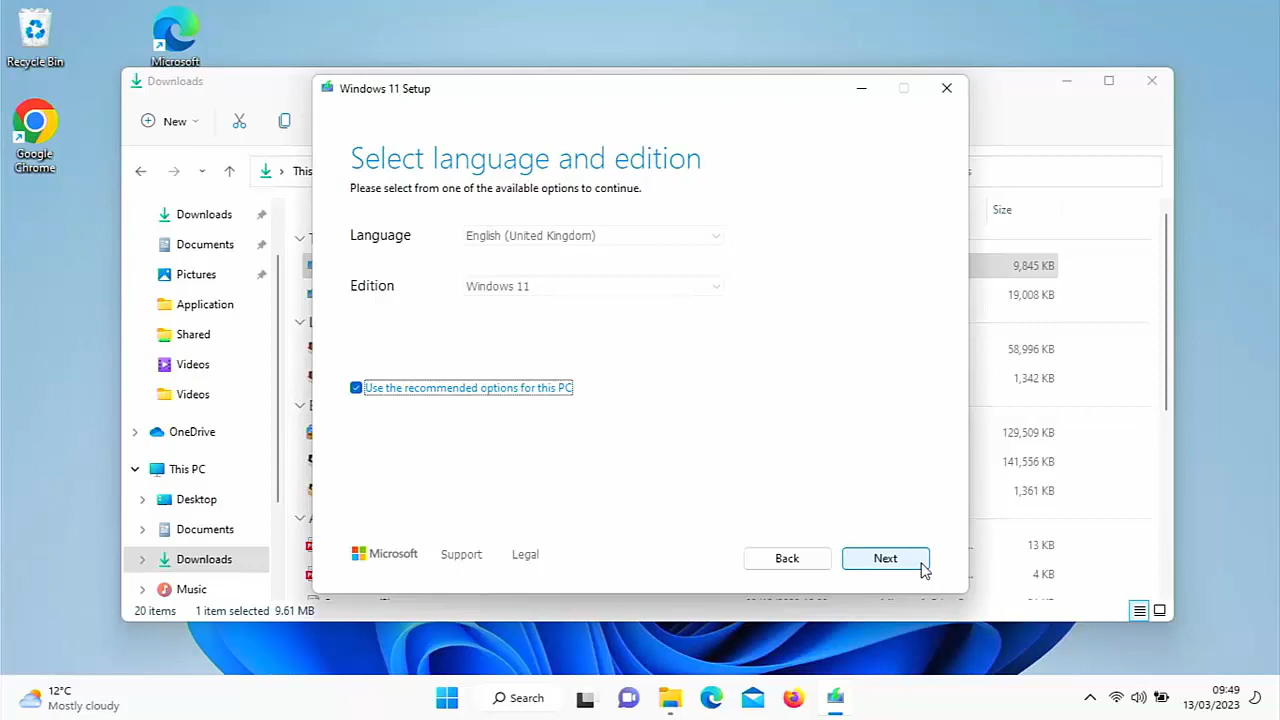 Recycle Bin
Microsoft
Google
Chrome
Downloads
New
This
Downloads
Documents
Pictures
Application
Shared
Videos
Videos
OneDrive
This PC
Desktop
Documents
Downloads
Music
20 items 1 item selected 9.61 MB
Windows 11 Setup
Select language and edition
Please select from one of the available options to continue.
Language English (United Kingdom)
Edition Windows 11
Use the recommended options for this PC
Microsoft Support Legal
Back Next
Size
9,845 KB
19,008 KB
58,996 KB
1,342 KB
129,509 KB
141,556 KB
1,361 KB
13 KB
4 KB
12°C
Mostly cloudy
Search
09:49
13/03/2023